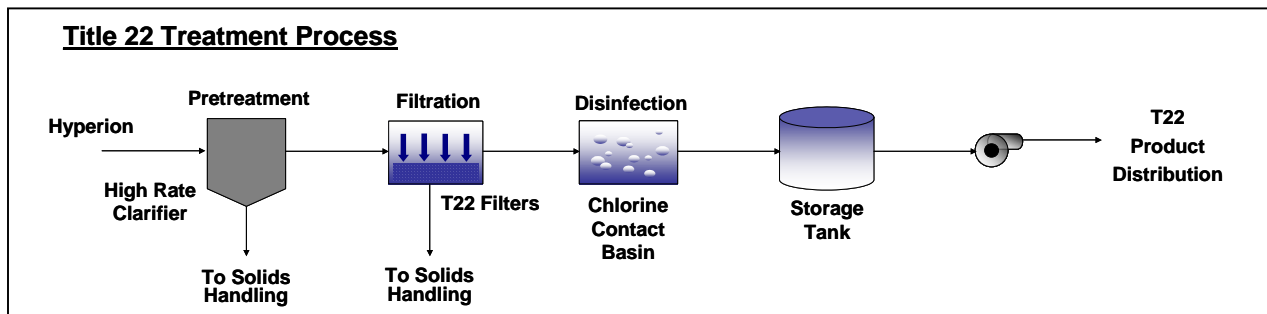 Title 22 Treatment Process
Pretreatment
Filtration
Disinfection
Hyperion
T22
Product
Distribution
High Rate
Clarifier
T22 Filters
Chlorine
Contact
Basin
Storage
Tank
To Solids
Handling
To Solids
Handling